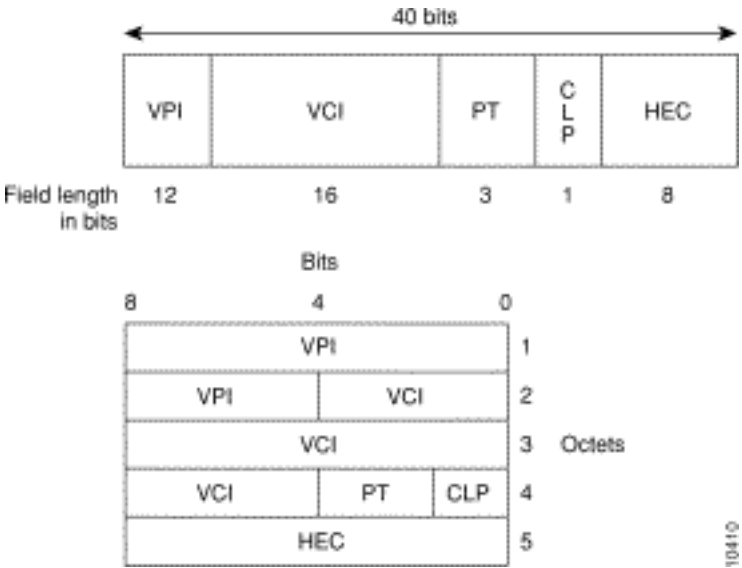 40 bits
VPI VCI PT CLP HEC
Field length in bits 12 16 3 1 8
Bits
8 4 0
VPI 1
VPI VCI 2
VCI 3 Octets
VCI PT CLP 4
HEC 5
10410